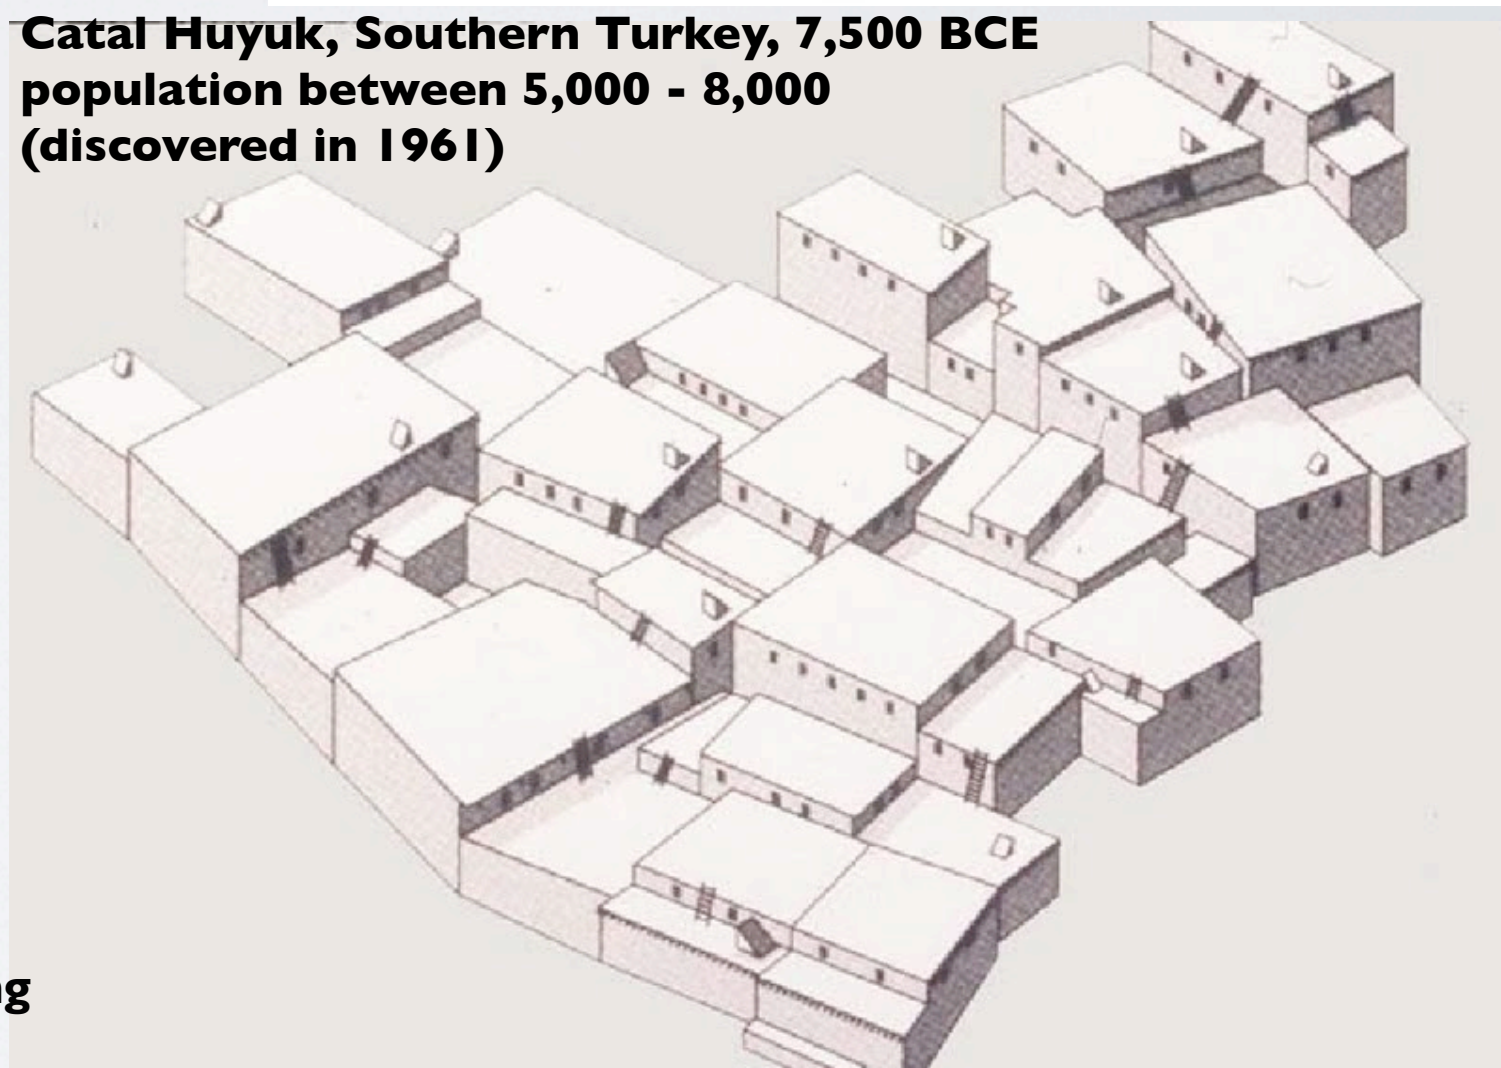 Catal Huyuk, Southern Turkey, 7,500 BCE
population between 5,000 - 8,000
(discovered in 1961)